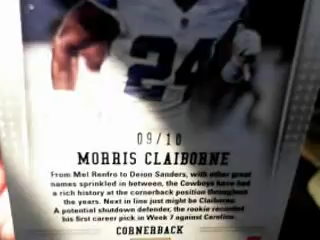 24
09/10
MORRIS CLAIBORNE
From Mel Renfro to Deion Sanders, with other great
names sprinkled in between, the Cowboys have had
a rich history at the cornerback position throughout
the years. Next in line just might be Claiborne.
A potential shutdown defender, the rookie recorded
his first career pick in Week 7 against Carolina.
CORNERBACK